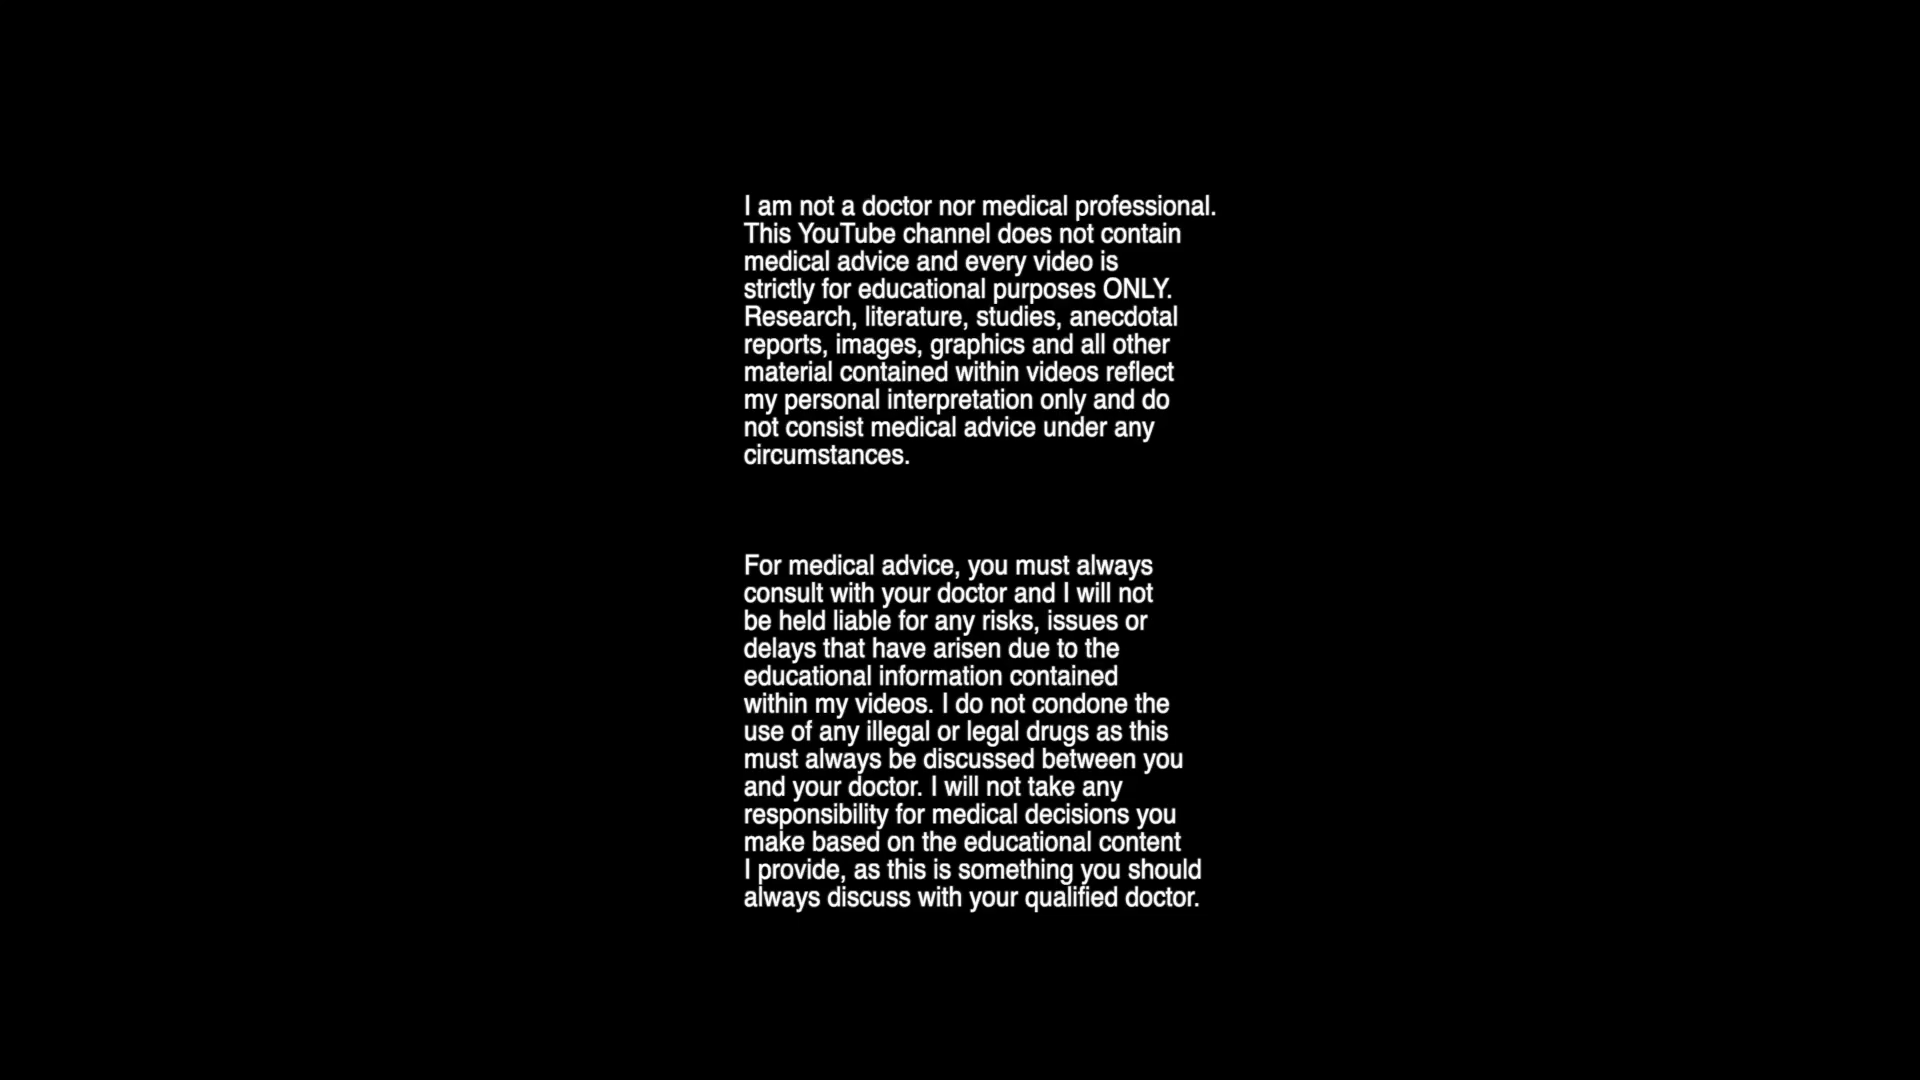 I am not a doctor nor medical professional.
This YouTube channel does not contain
medical advice and every video is
strictly for educational purposes ONLY.
Research, literature, studies, anecdotal
reports, images, graphics and all other
material contained within videos reflect
my personal interpretation only and do
not consist medical advice under any
circumstances.
For medical advice, you must always
consult with your doctor and I will not
be held liable for any risks, issues or
delays that have arisen due to the
educational information contained
within my videos. I do not condone the
use of any illegal or legal drugs as this
must always be discussed between you
and your doctor. I will not take any
responsibility for medical decisions you
make based on the educational content
I provide, as this is something you should
always discuss with your qualified doctor.